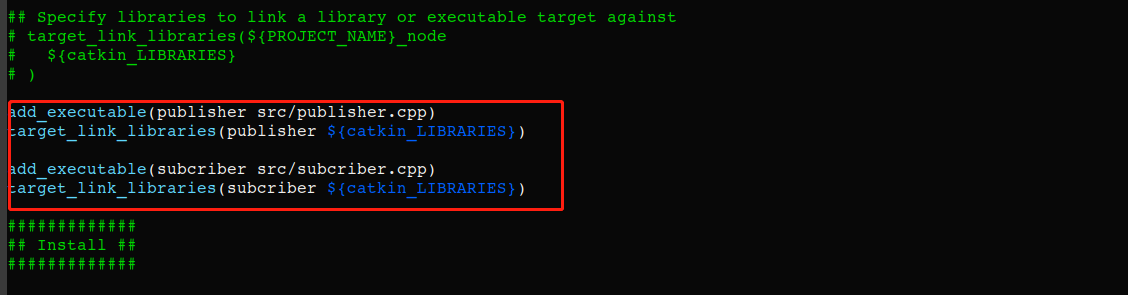 ## Specify libraries to link a library or executable target against
# target_link_libraries(${PROJECT_NAME}_node
#   ${catkin_LIBRARIES}
# )
add_executable(publisher src/publisher.cpp)
target_link_libraries(publisher ${catkin_LIBRARIES})
add_executable(subcriber src/subcriber.cpp)
target_link_libraries(subcriber ${catkin_LIBRARIES})
#############
## Install ##
#############